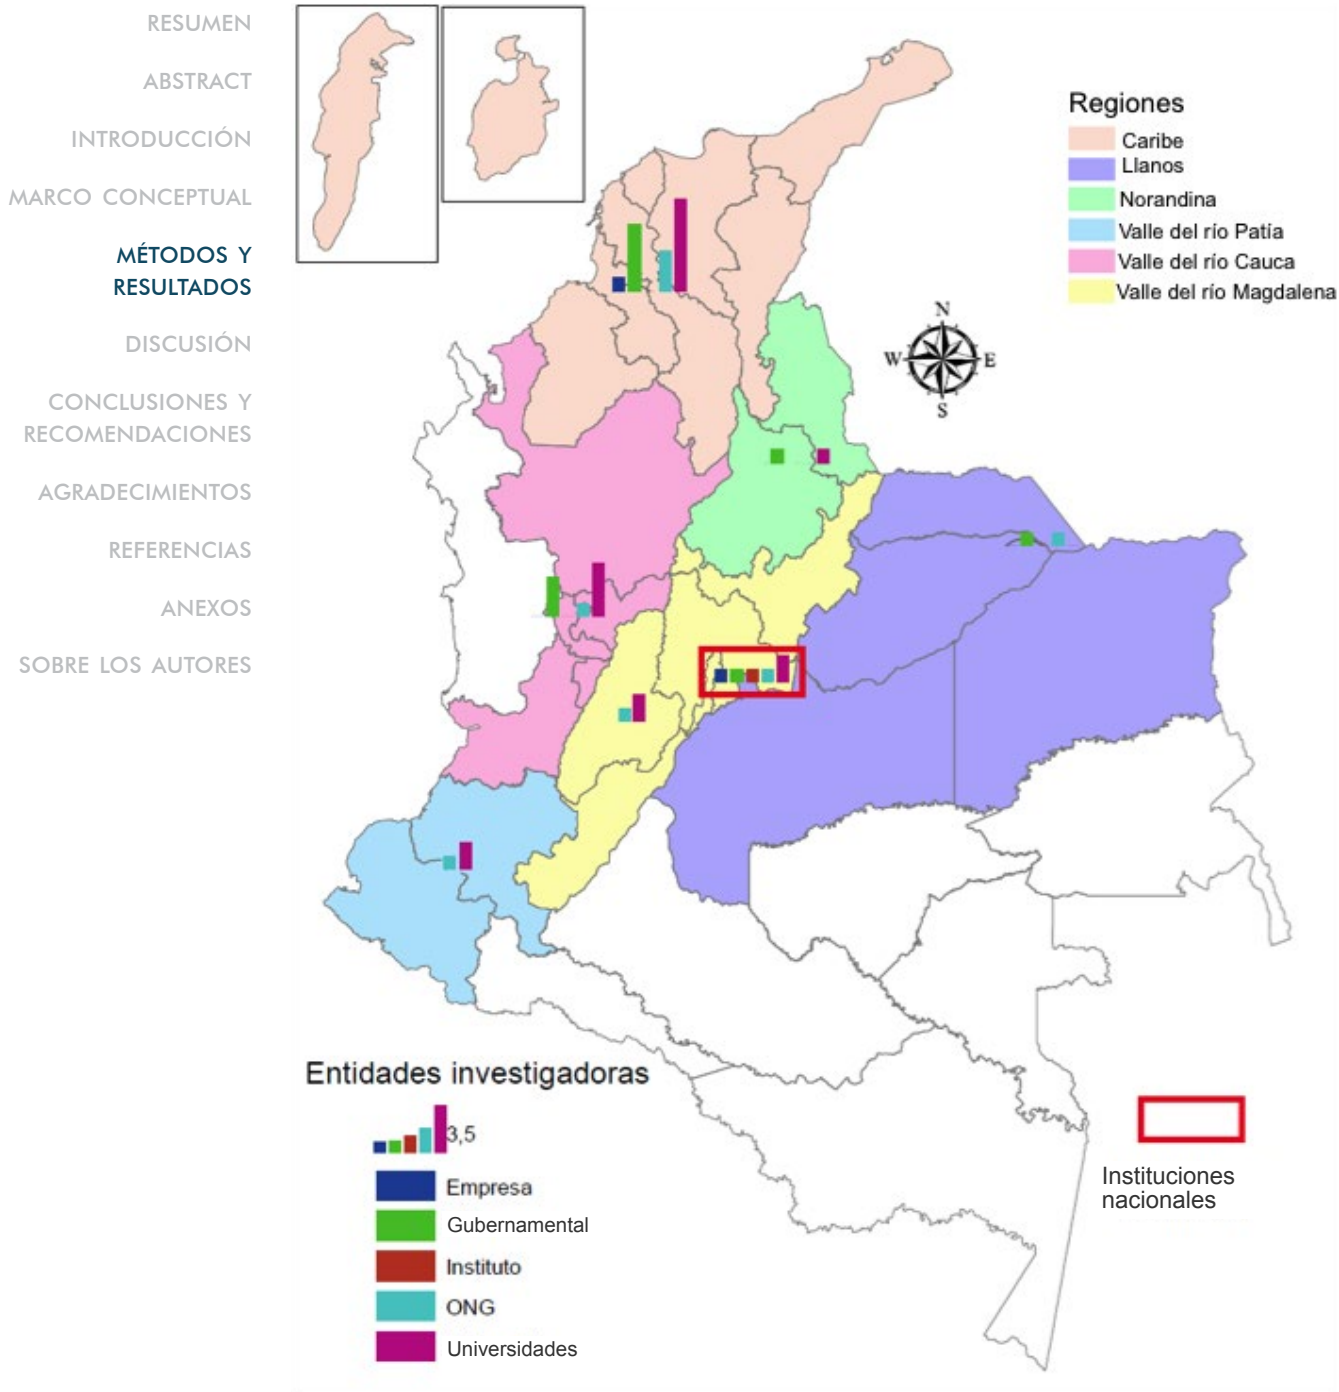 RESUMEN
ABSTRACT
INTRODUCCIÓN
MARCO CONCEPTUAL
MÉTODOS Y
RESULTADOS
DISCUSIÓN
CONCLUSIONES Y
RECOMENDACIONES
AGRADECIMIENTOS
REFERENCIAS
ANEXOS
SOBRE LOS AUTORES
Regiones
Caribe
Llanos
Norandina
Valle del río Patía
Valle del río Cauca
Valle del río Magdalena
N
W E
S
Entidades investigadoras
3,5
Empresa
Gubernamental
Instituto
ONG
Universidades
Instituciones
nacionales